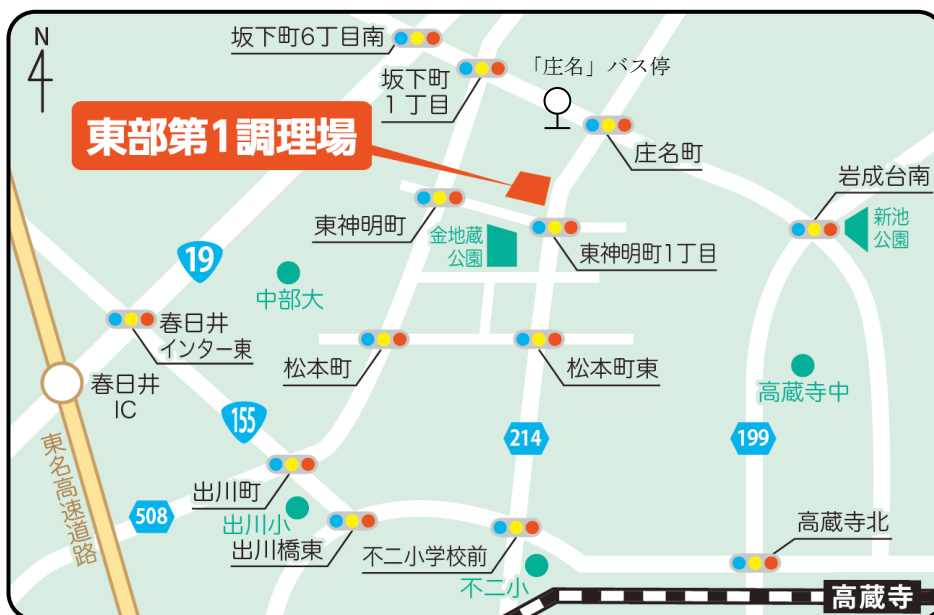 N
坂下町6丁目南
坂下町
1丁目
「庄名」バス停
東部第1調理場
庄名町
岩成台南
新池
公園
東神明町
金地蔵
公園
東神明町1丁目
19
中部大
春日井
インター東
松本町
松本町東
春日井
IC
高蔵寺中
155
214
199
東名高速道路
出川町
508
出川小
出川橋東
不二小学校前
高蔵寺北
不二小
高蔵寺